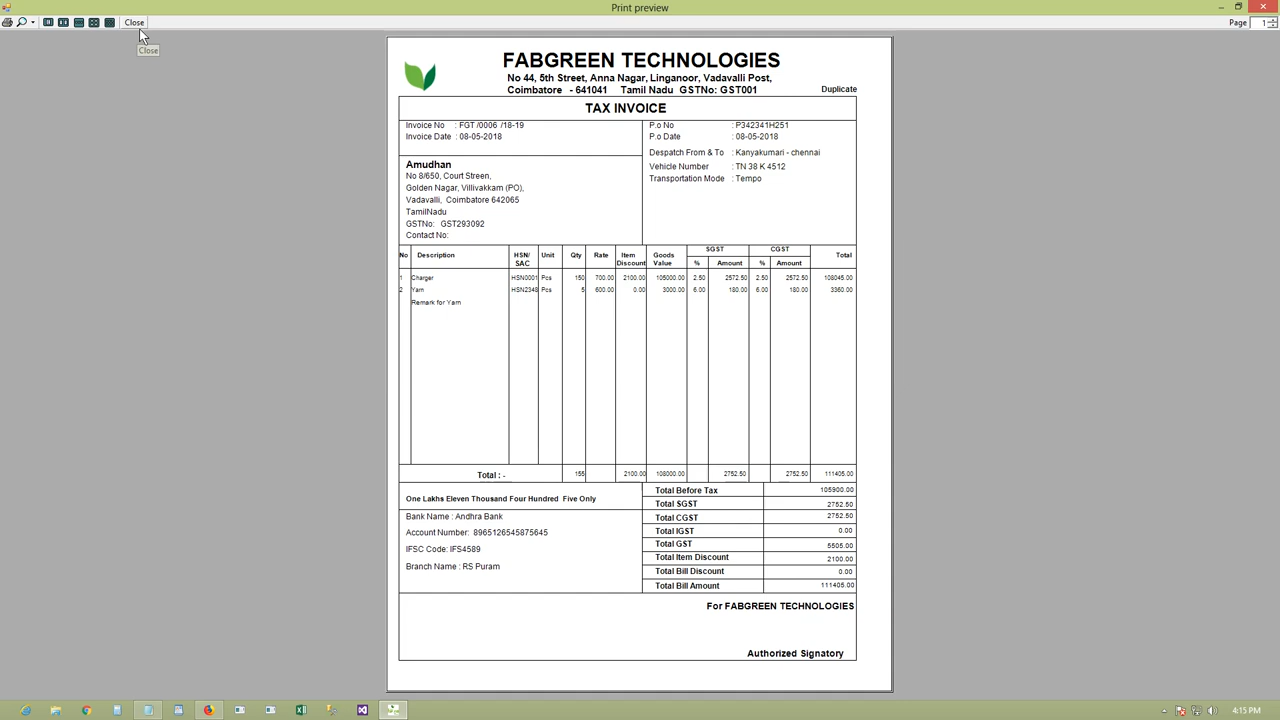 Print preview
Close
Page 1
Close
FABGREEN TECHNOLOGIES
No 44, 5th Street, Anna Nagar, Linganoor, Vadavalli Post,
Coimbatore - 641041 Tamil Nadu GSTNo: GST001
Duplicate
TAX INVOICE
Invoice No : FGT /0006 /18-19
Invoice Date : 08-05-2018
P.o No : P342341H251
P.o Date : 08-05-2018
Despatch From & To : Kanyakumari - chennai
Vehicle Number : TN 38 K 4512
Transportation Mode : Tempo
Amudhan
No 8/650, Court Streen,
Golden Nagar, Villivakkam (PO),
Vadavalli, Coimbatore 642065
TamilNadu
GSTNo: GST293092
Contact No:
No Description HSN/ SAC Unit Qty Rate Item Discount Goods Value SGST % Amount CGST % Amount Total
1 Charger HSN0001 Pcs 150 700.00 2100.00 105000.00 2.50 2572.50 2.50 2572.50 108045.00
2 Yarn HSN2348 Pcs 5 600.00 0.00 3000.00 6.00 180.00 6.00 180.00 3360.00
Remark for Yarn
Total : - 155 2100.00 108000.00 2752.50 2752.50 111405.00
One Lakhs Eleven Thousand Four Hundred Five Only
Bank Name : Andhra Bank
Account Number: 8965126545875645
IFSC Code: IFS4589
Branch Name : RS Puram
Total Before Tax 105900.00
Total SGST 2752.50
Total CGST 2752.50
Total IGST 0.00
Total GST 5505.00
Total Item Discount 2100.00
Total Bill Discount 0.00
Total Bill Amount 111405.00
For FABGREEN TECHNOLOGIES
Authorized Signatory
4:15 PM